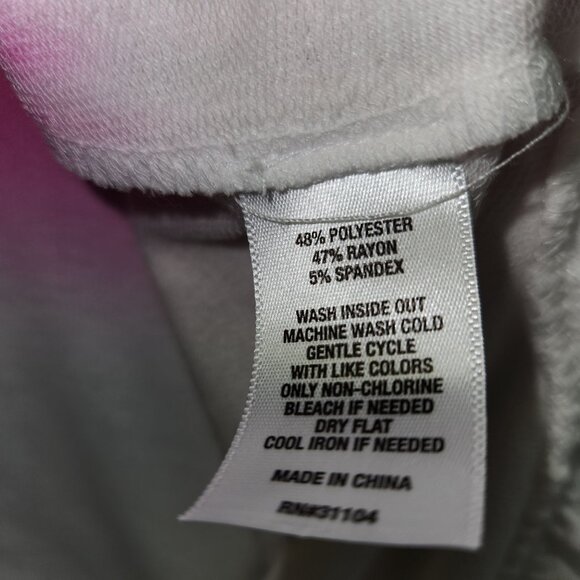 48% POLYESTER
47% RAYON
5% SPANDEX
WASH INSIDE OUT
MACHINE WASH COLD
GENTLE CYCLE
WITH LIKE COLORS
ONLY NON-CHLORINE
BLEACH IF NEEDED
DRY FLAT
COOL IRON IF NEEDED
MADE IN CHINA
RN#31104